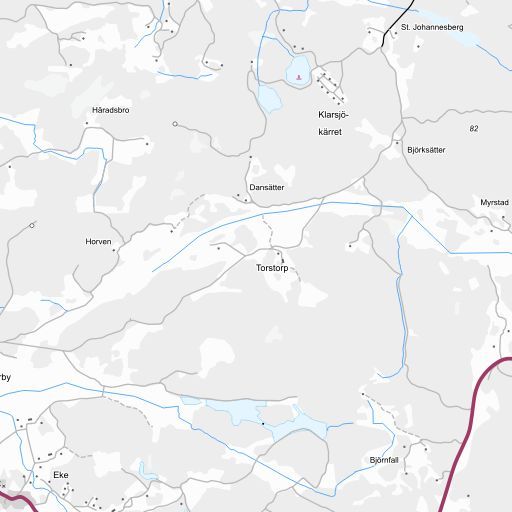 St. Johannesberg
Häradsbro
Klarsjö-
kärret
82
Björksätter
Dansätter
Myrstad
Horven
Torstorp
rby
Björnfall
Eke